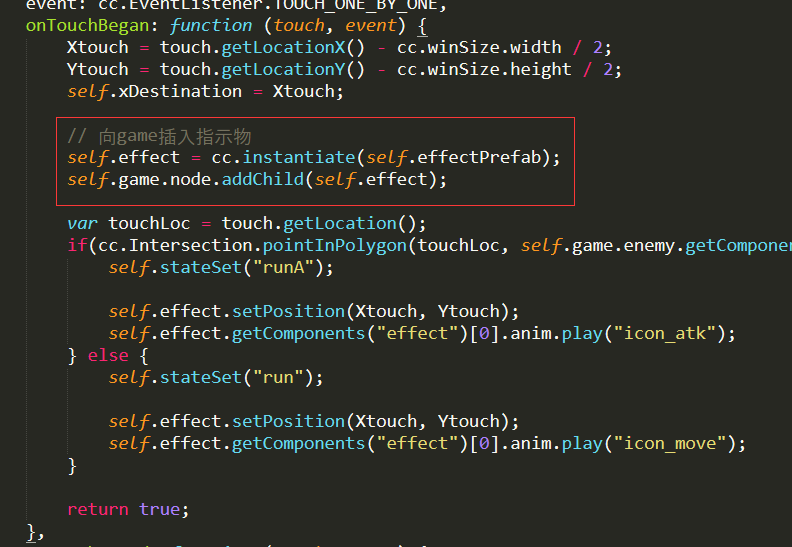 event: cc.EventListener.TOUCH_ONE_BY_ONE,
onTouchBegan: function (touch, event) {
Xtouch = touch.getLocationX() - cc.winSize.width / 2;
Ytouch = touch.getLocationY() - cc.winSize.height / 2;
self.xDestination = Xtouch;
// 向game插入指示物
self.effect = cc.instantiate(self.effectPrefab);
self.game.node.addChild(self.effect);
var touchLoc = touch.getLocation();
if(cc.Intersection.pointInPolygon(touchLoc, self.game.enemy.getComponen
self.stateSet("runA");
self.effect.setPosition(Xtouch, Ytouch);
self.effect.getComponents("effect")[0].anim.play("icon_atk");
} else {
self.stateSet("run");
self.effect.setPosition(Xtouch, Ytouch);
self.effect.getComponents("effect")[0].anim.play("icon_move");
}
return true;
},